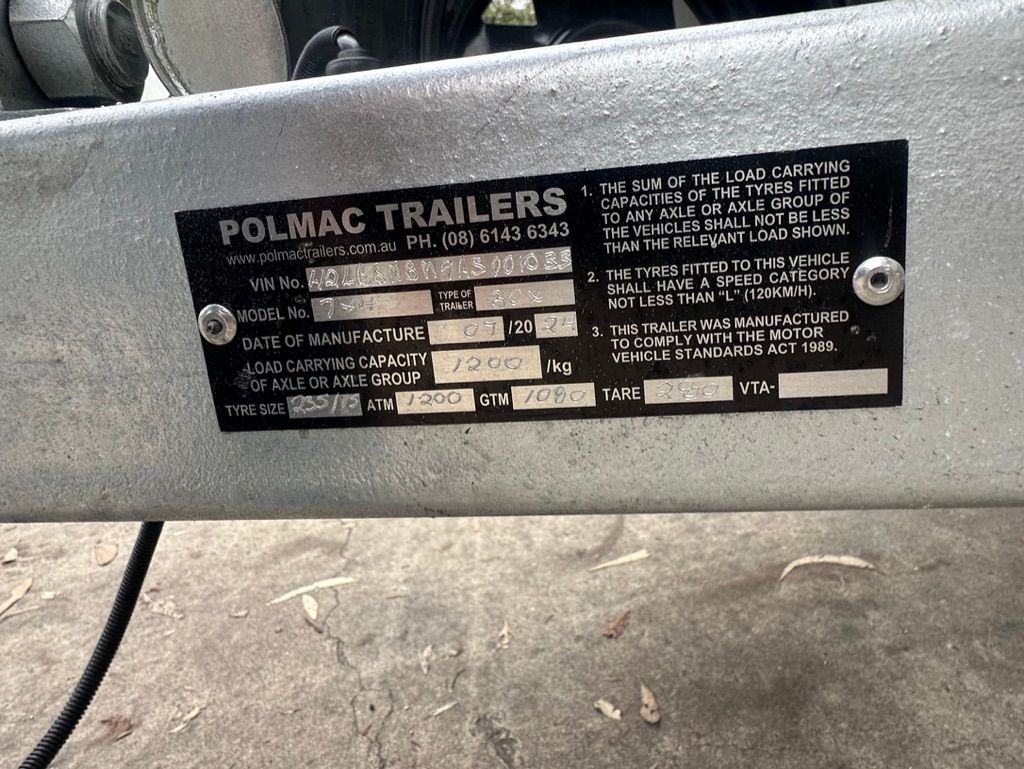 POLMAC TRAILERS
www.polmactrailers.com.au PH. (08) 6143 6343
VIN No.
MODEL No. 7x4 TYPE OF TRAILER BOX
DATE OF MANUFACTURE 07 /20 24
LOAD CARRYING CAPACITY
OF AXLE OR AXLE GROUP 1200 /kg
TYRE SIZE ATM 1200 GTM 1080 TARE VTA-
1. THE SUM OF THE LOAD CARRYING
CAPACITIES OF THE TYRES FITTED
TO ANY AXLE OR AXLE GROUP OF
THE VEHICLES SHALL NOT BE LESS
THAN THE RELEVANT LOAD SHOWN.
2. THE TYRES FITTED TO THIS VEHICLE
SHALL HAVE A SPEED CATEGORY
NOT LESS THAN "L" (120KM/H).
3. THIS TRAILER WAS MANUFACTURED
TO COMPLY WITH THE MOTOR
VEHICLE STANDARDS ACT 1989.